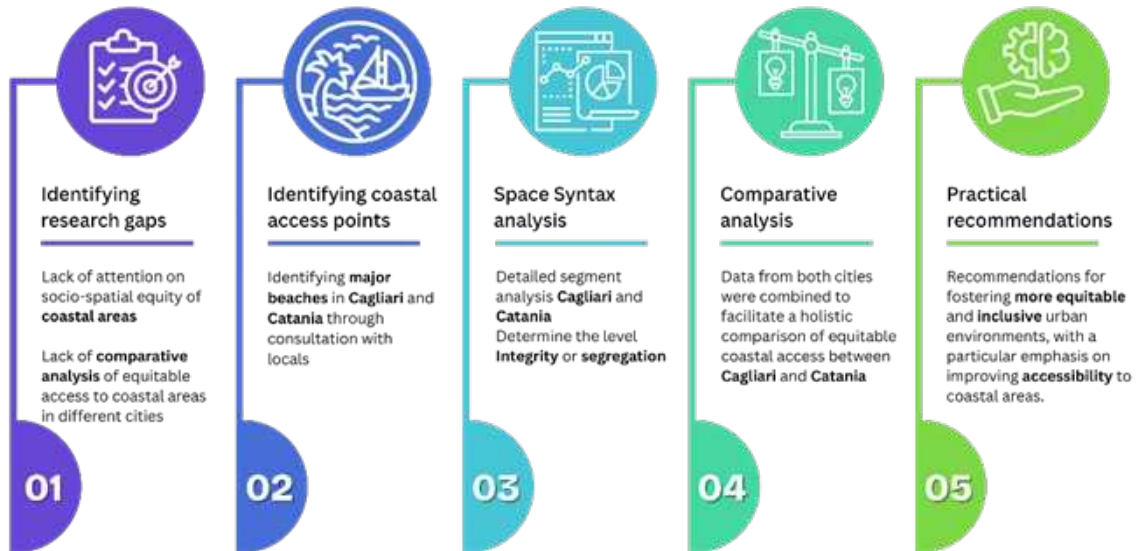 Identifying
research gaps
Lack of attention on
socio-spatial equity of
coastal areas
Lack of comparative
analysis of equitable
access to coastal areas
in different cities
01
Identifying coastal
access points
Identifying major
beaches in Cagliari and
Catania through
consultation with
locals
02
Space Syntax
analysis
Detailed segment
analysis Cagliari and
Catania
Determine the level
Integrity or segregation
03
Comparative
analysis
Data from both cities
were combined to
facilitate a holistic
comparison of equitable
coastal access between
Cagliari and Catania
04
Practical
recommendations
Recommendations for
fostering more equitable
and inclusive urban
environments, with a
particular emphasis on
improving accessibility to
coastal areas.
05